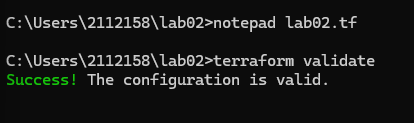 C:\Users\2112158\lab02>notepad lab02.tf
C:\Users\2112158\lab02>terraform validate
Success! The configuration is valid.